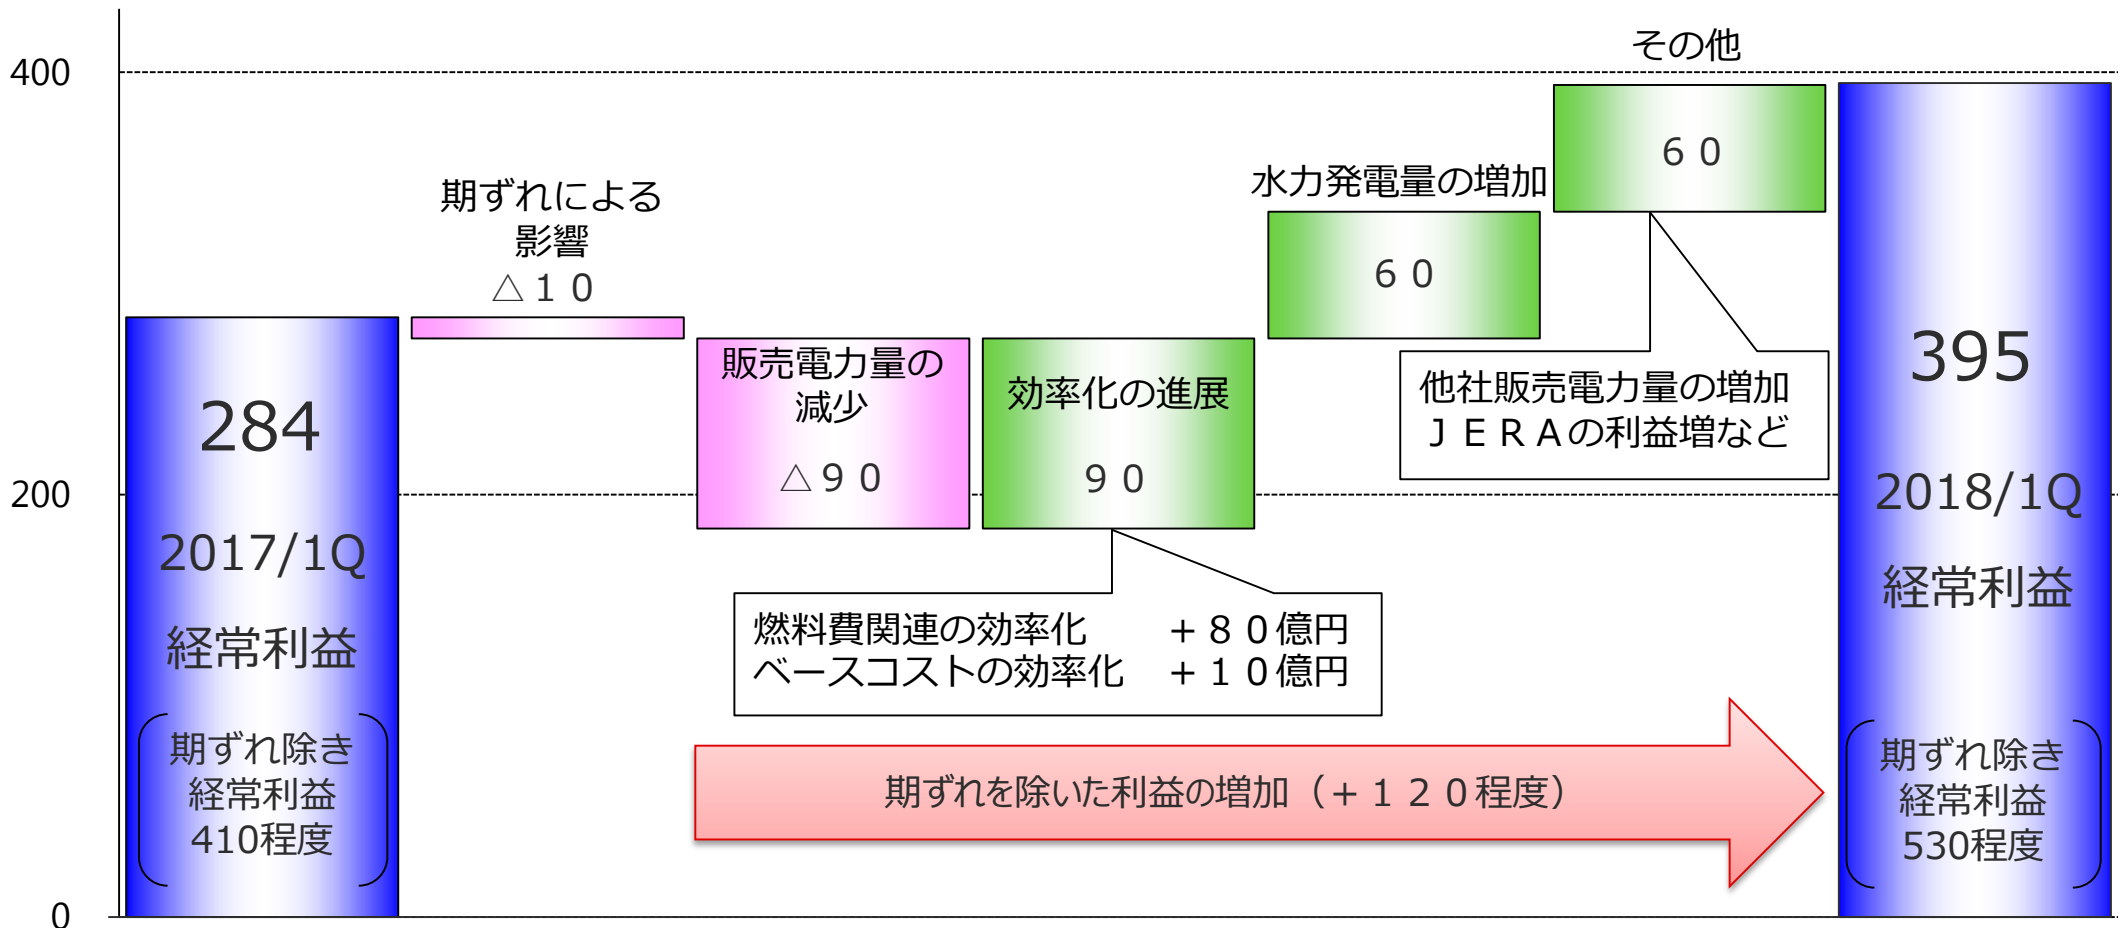 400
200
0
284
2017/1Q
経常利益
期ずれ除き
経常利益
410程度
期ずれによる
影響
△１０
販売電力量の
減少
△９０
効率化の進展
９０
燃料費関連の効率化　　＋８０億円
ベースコストの効率化　＋１０億円
水力発電量の増加
６０
その他
６０
他社販売電力量の増加
ＪＥＲＡの利益増など
期ずれを除いた利益の増加（＋１２０程度）
395
2018/1Q
経常利益
期ずれ除き
経常利益
530程度